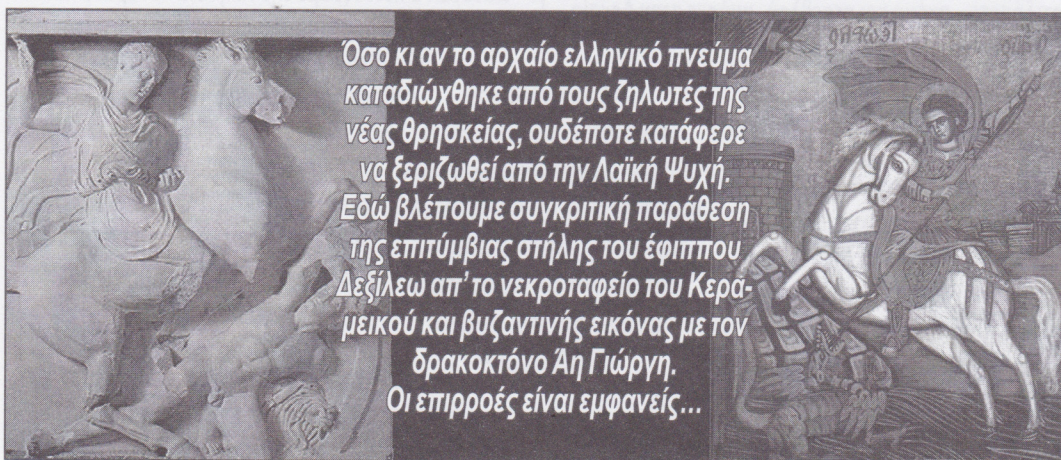 Όσο κι αν το αρχαίο ελληνικό πνεύμα
καταδιώχθηκε από τους ζηλωτές της
νέας θρησκείας, ουδέποτε κατάφερε
να ξεριζωθεί από την Λαϊκή Ψυχή.
Εδώ βλέπουμε συγκριτική παράθεση
της επιτύμβιας στήλης του έφιππου
Δεξίλεω απ' το νεκροταφείο του Κερά-
μεικού και βυζαντινής εικόνας με τον
δρακοκτόνο Άη Γιώργη.
Οι επιρροές είναι εμφανείς...